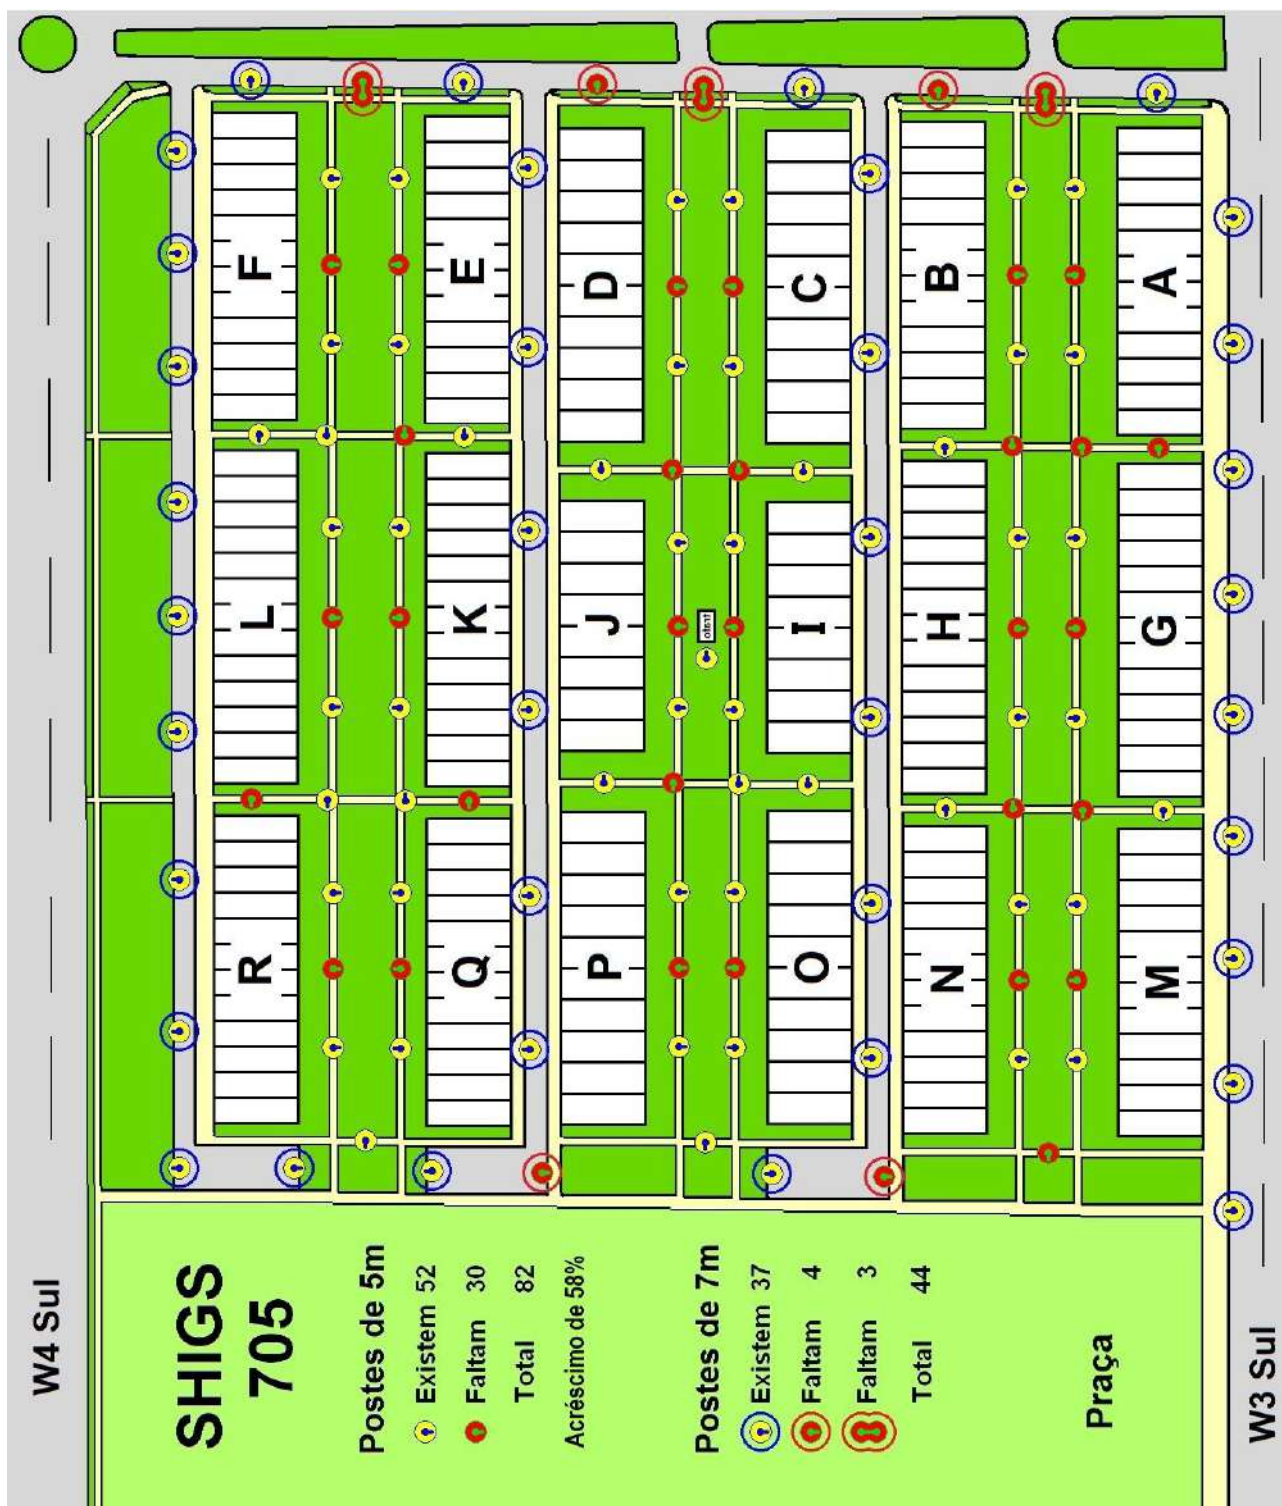 W4 Sul
SHIGS
705
R L F
Postes de 5m
Existem 52
Faltam 30
Total 82
Acréscimo de 58%
Q K E
P J D
Postes de 7m
Existem 37
Faltam 4
Faltam 3
Total 44
O I C
N H B
Praça
M G A
W3 Sul